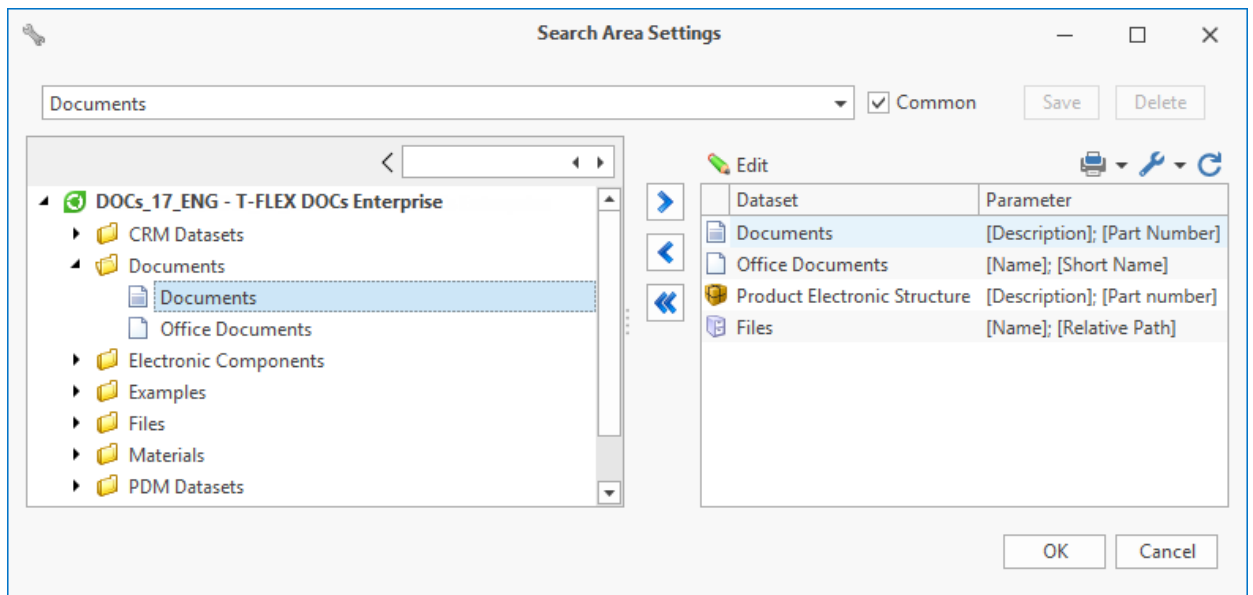 Search Area Settings
Documents
Common
Save
Delete
DOCs_17_ENG - T-FLEX DOCs Enterprise
CRM Datasets
Documents
Documents
Office Documents
Electronic Components
Examples
Files
Materials
PDM Datasets
Edit
Dataset Parameter
Documents [Description]; [Part Number]
Office Documents [Name]; [Short Name]
Product Electronic Structure [Description]; [Part number]
Files [Name]; [Relative Path]
OK
Cancel